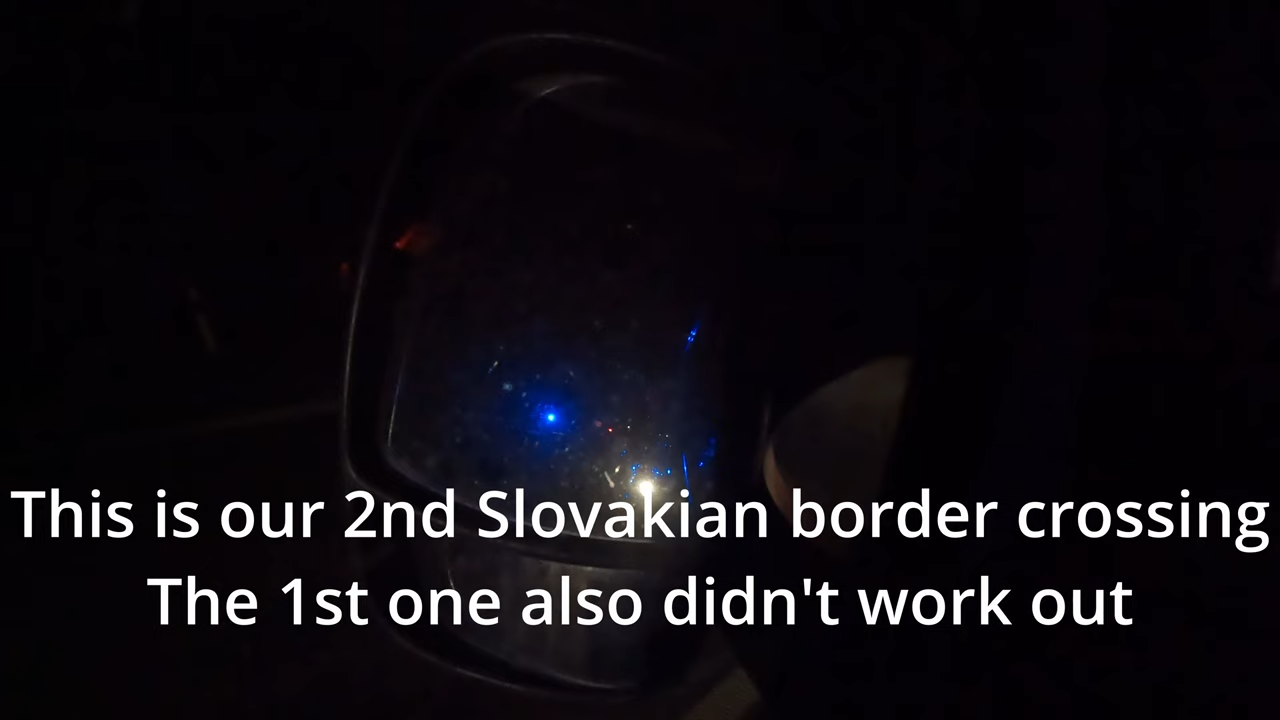 This is our 2nd Slovakian border crossing
The 1st one also didn't work out